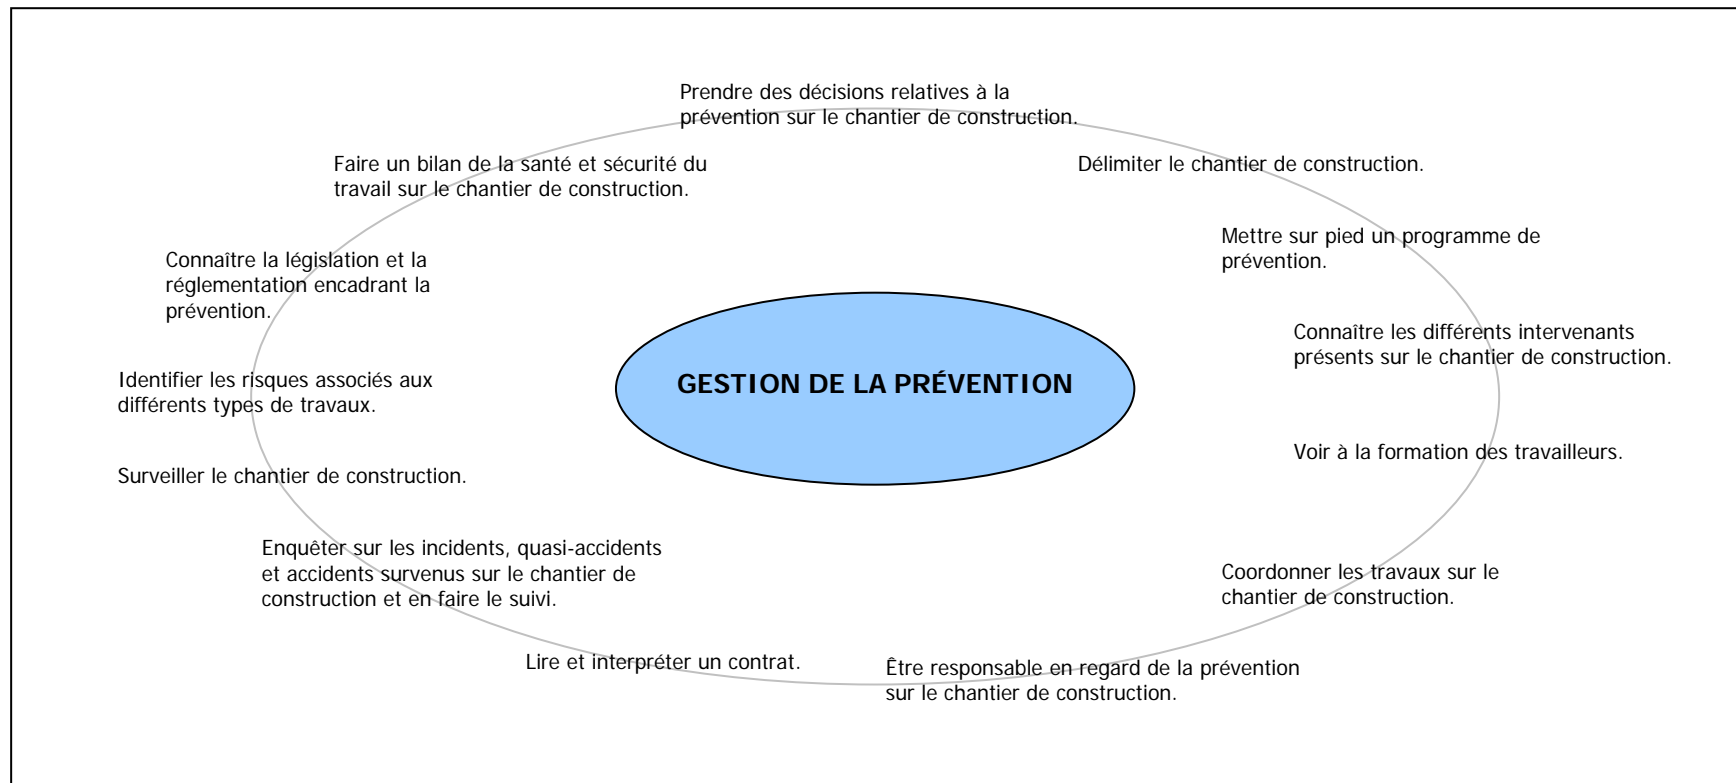 Prendre des décisions relatives à la
prévention sur le chantier de construction.
Faire un bilan de la santé et sécurité du
travail sur le chantier de construction.
Délimiter le chantier de construction.
Mettre sur pied un programme de
prévention.
Connaître la législation et la
réglementation encadrant la
prévention.
Connaître les différents intervenants
présents sur le chantier de construction.
GESTION DE LA PRÉVENTION
Identifier les risques associés aux
différents types de travaux.
Voir à la formation des travailleurs.
Surveiller le chantier de construction.
Enquêter sur les incidents, quasi-accidents
et accidents survenus sur le chantier de
construction et en faire le suivi.
Coordonner les travaux sur le
chantier de construction.
Lire et interpréter un contrat.
Être responsable en regard de la prévention
sur le chantier de construction.